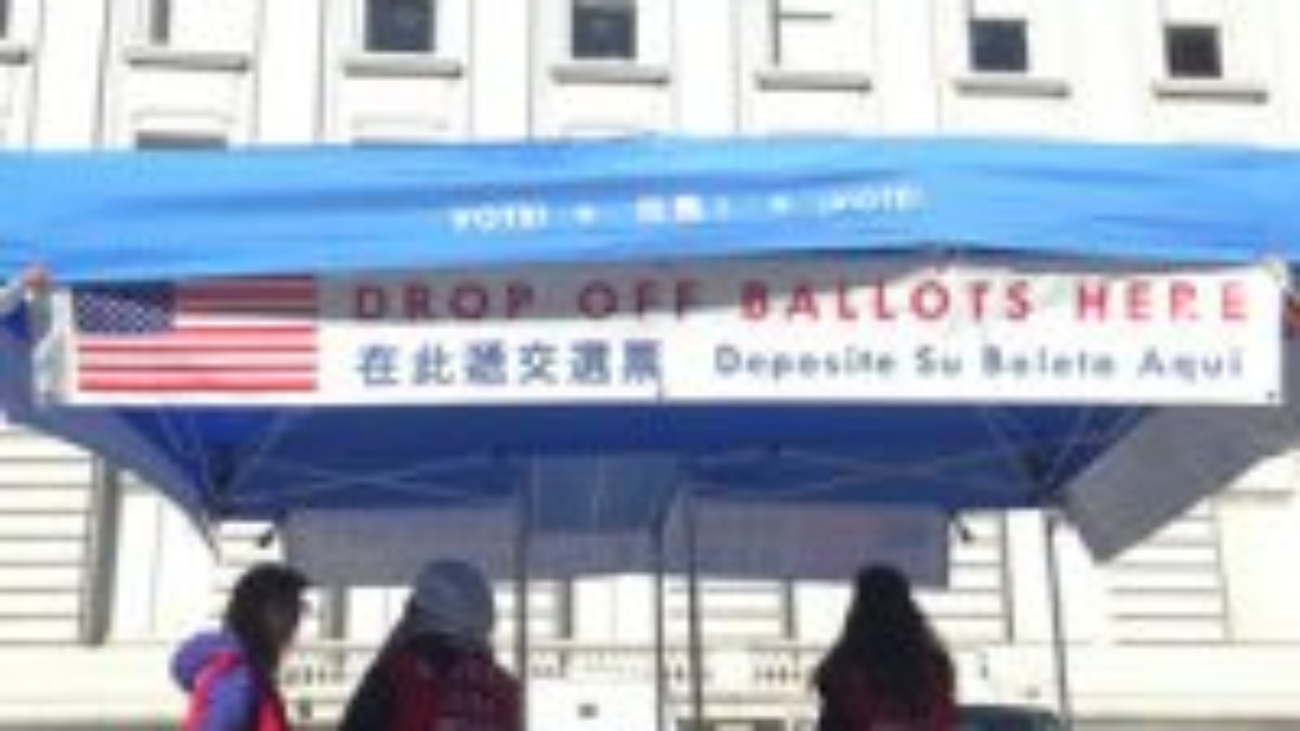 VOTE! ★ 投票! ★ ¡VOTE!
DROP OFF BALLOTS HERE
在此遞交選票 Deposite Su Boleta Aquí